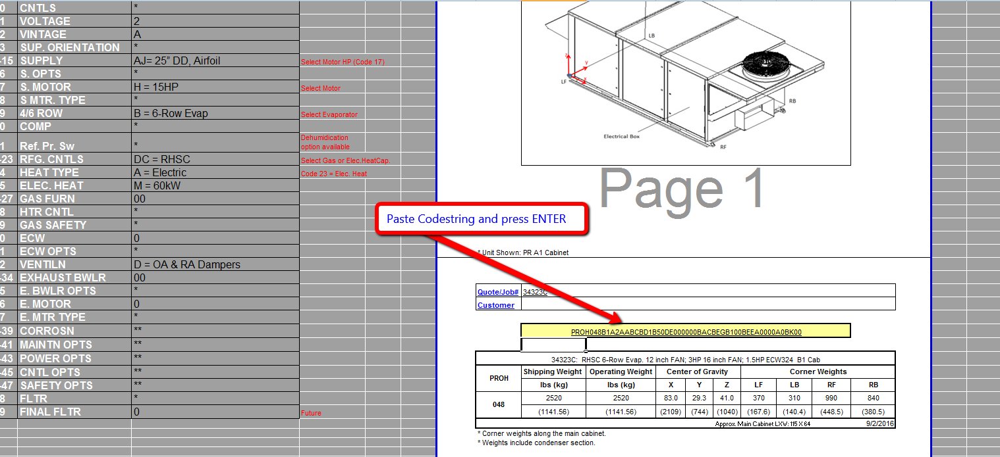 0 CNTLS *
1 VOLTAGE 2
2 VINTAGE A
3 SUP. ORIENTATION *
-15 SUPPLY AJ= 25” DD, Airfoil Select Motor HP (Code 17)
6 S. OPTS *
7 S. MOTOR H = 15HP Select Motor
8 S MTR. TYPE *
9 4/6 ROW B = 6-Row Evap Select Evaporator
0 COMP *
Dehumidication
1 Ref. Pr. Sw * option available
-23 RFG. CNTLS DC = RHSC Select Gas or Elec.HeatCap.
4 HEAT TYPE A = Electric Code 23 = Elec. Heat
5 ELEC. HEAT M = 60kW
-27 GAS FURN 00
8 HTR CNTL *
9 GAS SAFETY *
0 ECW 0
1 ECW OPTS *
2 VENTILN D = OA & RA Dampers
-34 EXHAUST BWLR 00
5 E. BWLR OPTS *
6 E. MOTOR 0
7 E. MTR TYPE *
-39 CORROSN **
-41 MAINTN OPTS **
-43 POWER OPTS **
-45 CNTL OPTS **
-47 SAFETY OPTS **
8 FLTR *
9 FINAL FLTR 0 Future
LB
Z
Y
X
LF
RB
Electrical Box
RF
Page 1
Paste Codestring and press ENTER
* Unit Shown: PR A1 Cabinet
Quote/Job# 34323C
Customer
PROH048B1A2AABCBD1B50DE000000BACBEGB100BEEA0000A0BK00
34323C: RHSC 6-Row Evap. 12 inch FAN; 3HP 16 inch FAN; 1.5HP ECW324 B1 Cab
PROH Shipping Weight Operating Weight Center of Gravity Corner Weights
lbs (kg) lbs (kg) X Y Z LF LB RF RB
048 2520 2520 83.0 29.3 41.0 370 310 990 840
(1141.56) (1141.56) (2109) (744) (1040) (167.6) (140.4) (448.5) (380.5)
Approx. Main Cabinet LXW: 115 X 64 9/2/2016
* Corner weights along the main cabinet.
* Weights include condenser section.